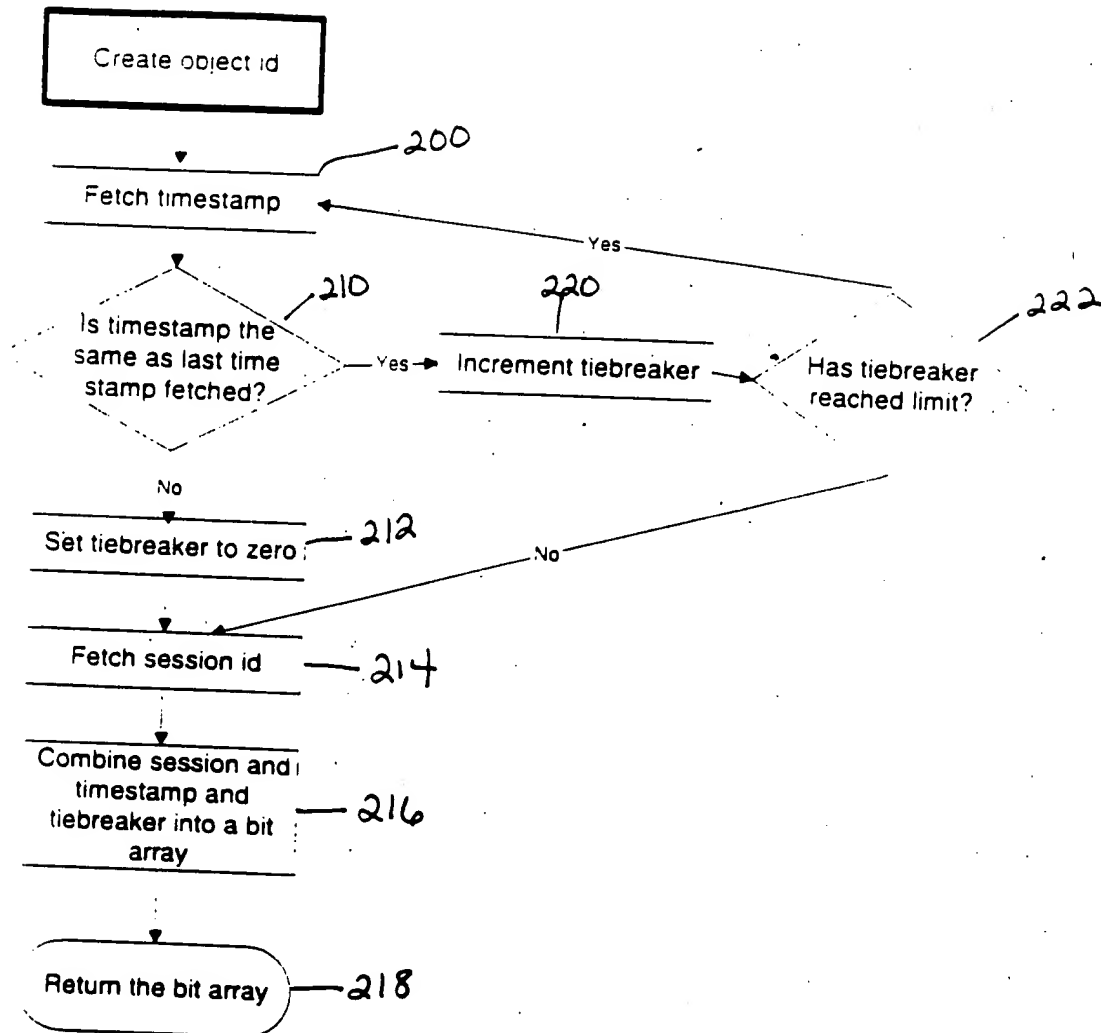 Create object id
200
Fetch timestamp
Yes
210
220
222
Is timestamp the
same as last time
stamp fetched?
Yes
Increment tiebreaker
Has tiebreaker
reached limit?
No
Set tiebreaker to zero
212
No
Fetch session id
214
Combine session and
timestamp and
tiebreaker into a bit
array
216
Return the bit array
218